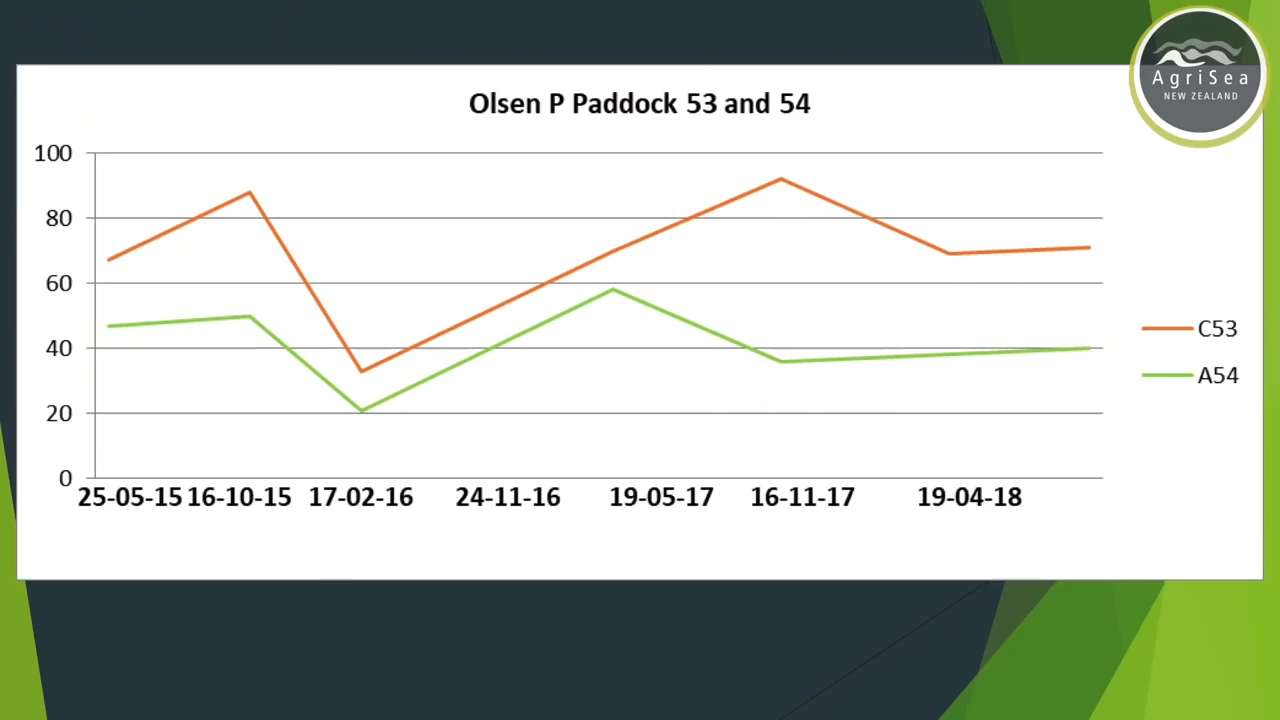 AgriSea
NEW ZEALAND
Olsen P Paddock 53 and 54
100
80
60
40
20
0
25-05-15 16-10-15 17-02-16 24-11-16 19-05-17 16-11-17 19-04-18
C53
A54